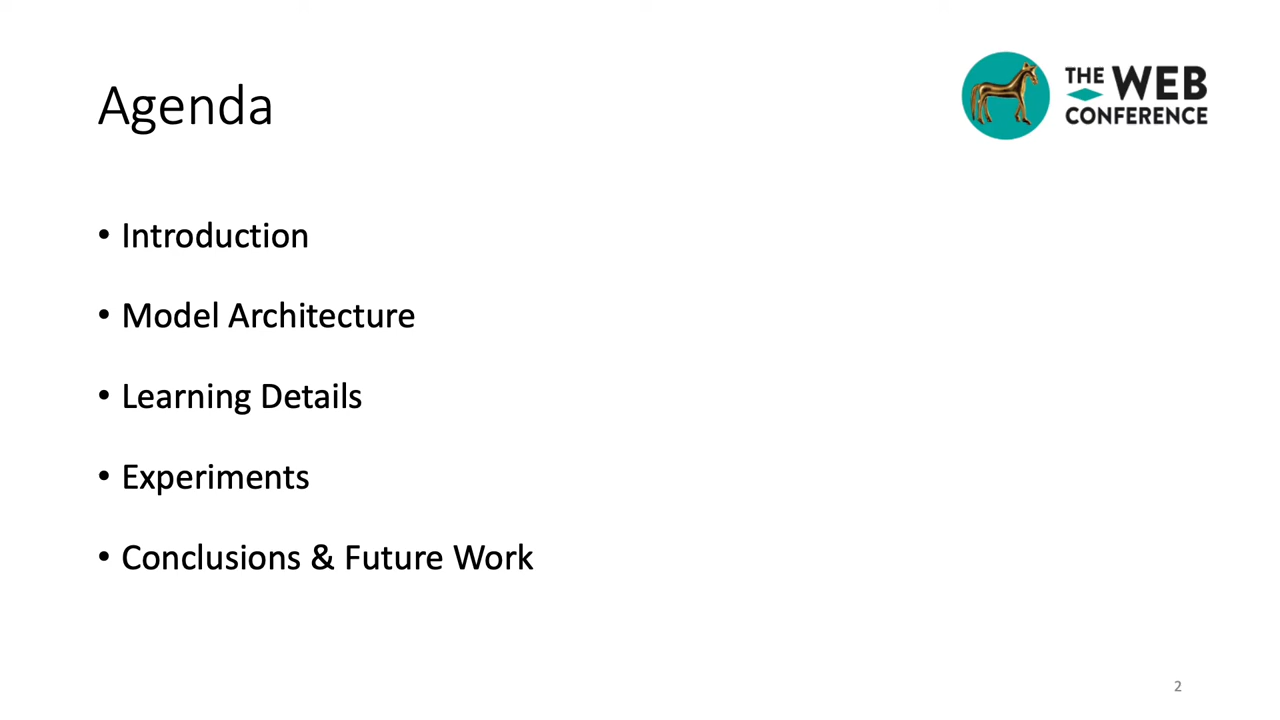 Agenda
THE WEB
CONFERENCE
• Introduction
• Model Architecture
• Learning Details
• Experiments
• Conclusions & Future Work
2